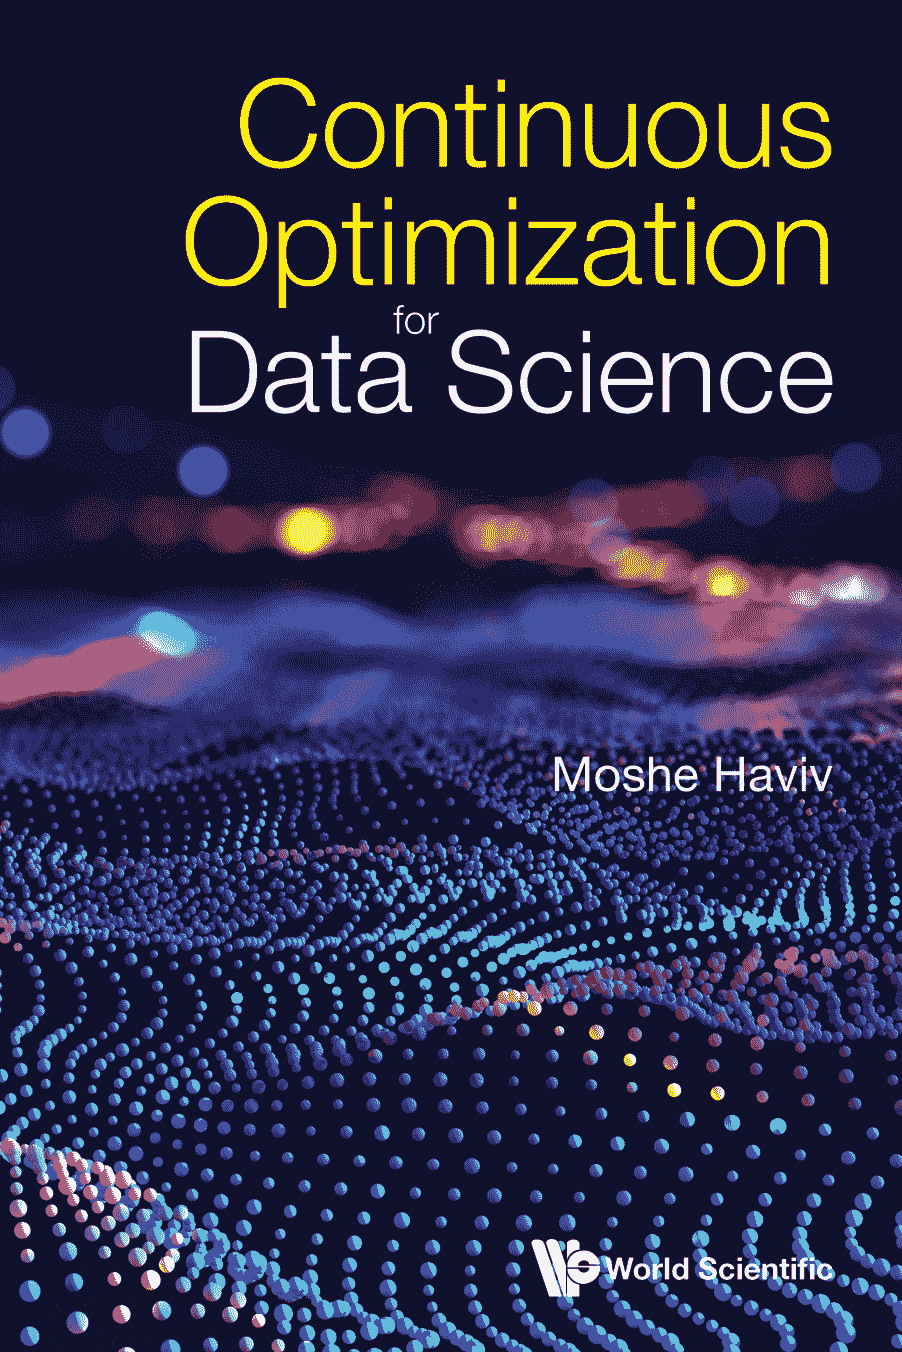 Continuous
Optimization
for
Data Science
Moshe Haviv
World Scientific